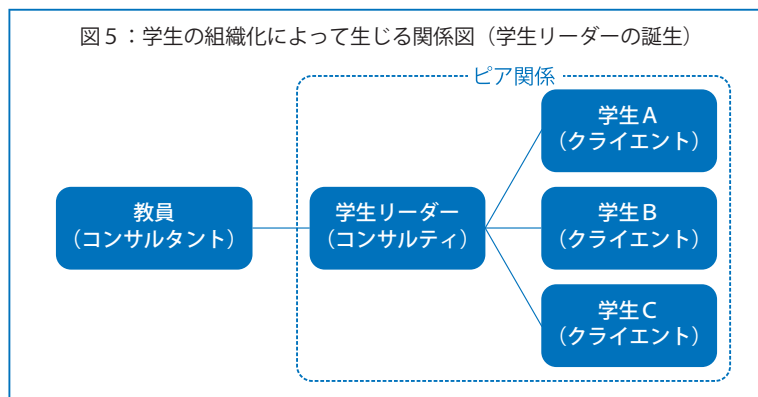 図5：学生の組織化によって生じる関係図（学生リーダーの誕生）
ピア関係
教員
（コンサルタント）
学生リーダー
（コンサルティ）
学生A
（クライエント）
学生B
（クライエント）
学生C
（クライエント）